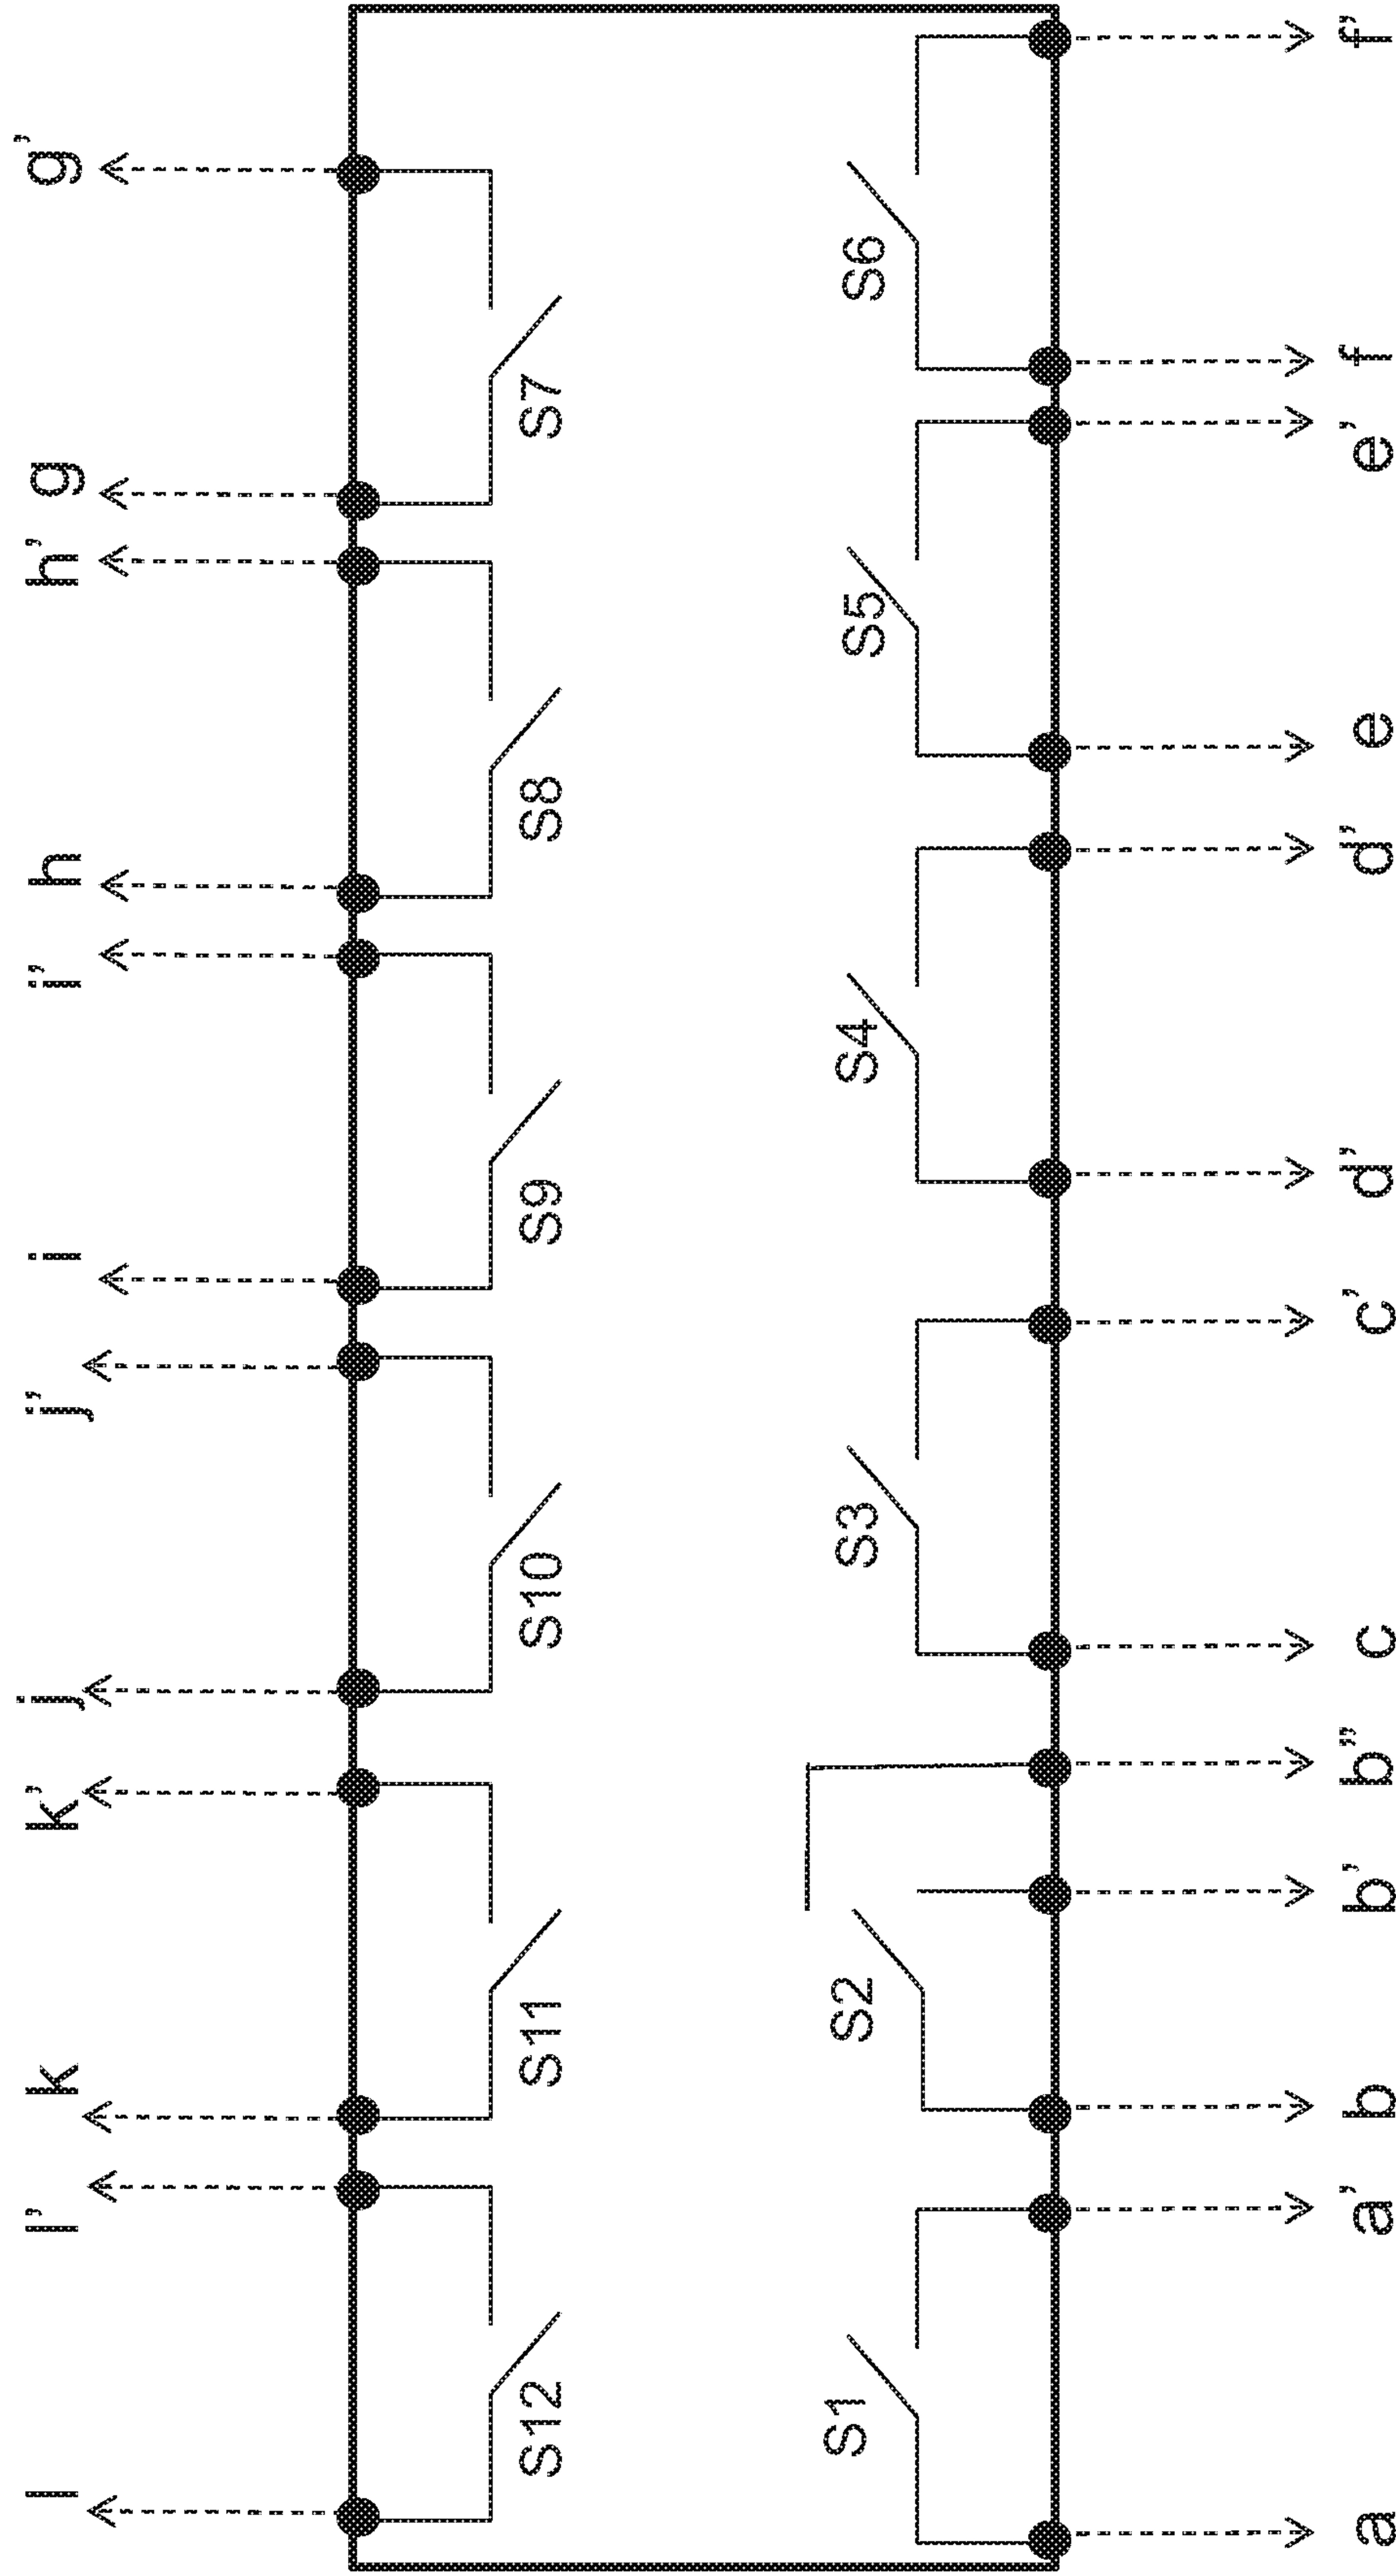 l l’ k k’ j j’ i i’ h h’ g g’
S12 S11 S10 S9 S8 S7
S1 S2 S3 S4 S5 S6
a a’ b b’ b’’ c c’ d’ d’ e e’ f f’